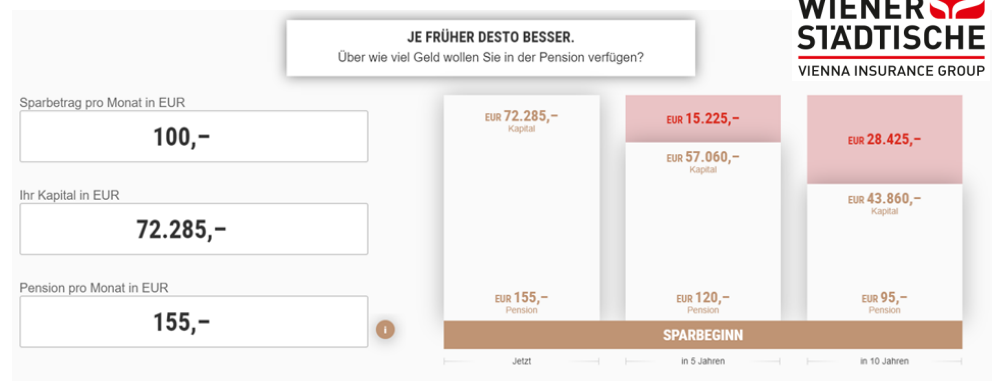 WIENER
STÄDTISCHE
VIENNA INSURANCE GROUP
JE FRÜHER DESTO BESSER.
Über wie viel Geld wollen Sie in der Pension verfügen?
Sparbetrag pro Monat in EUR
100,–
Ihr Kapital in EUR
72.285,–
Pension pro Monat in EUR
155,–
i
EUR 72.285,–
Kapital
EUR 155,–
Pension
EUR 15.225,–
EUR 57.060,–
Kapital
EUR 120,–
Pension
EUR 28.425,–
EUR 43.860,–
Kapital
EUR 95,–
Pension
SPARBEGINN
Jetzt
in 5 Jahren
in 10 Jahren